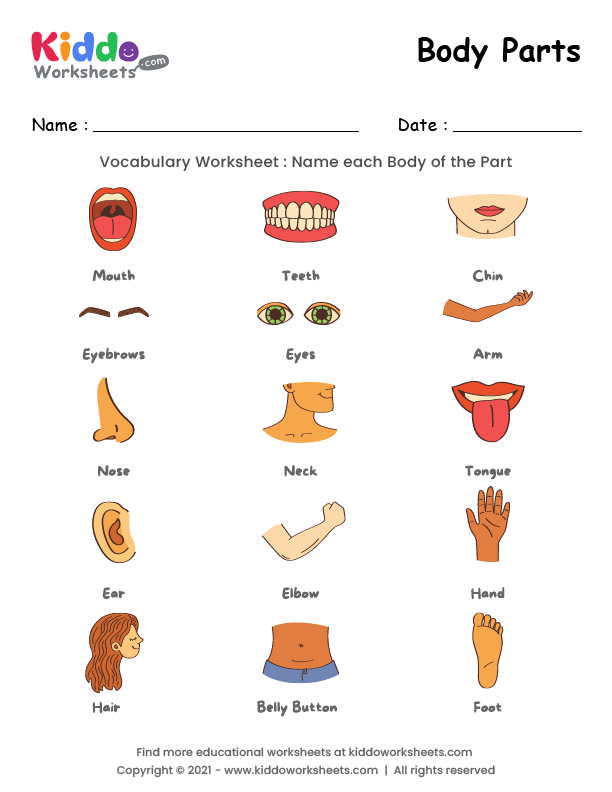 Kiddo
Worksheets
.com
Body Parts
Name : Date :
Vocabulary Worksheet : Name each Body of the Part
Mouth Teeth Chin
Eyebrows Eyes Arm
Nose Neck Tongue
Ear Elbow Hand
Hair Belly Button Foot
Find more educational worksheets at kiddoworksheets.com
Copyright © 2021 - www.kiddoworksheets.com | All rights reserved